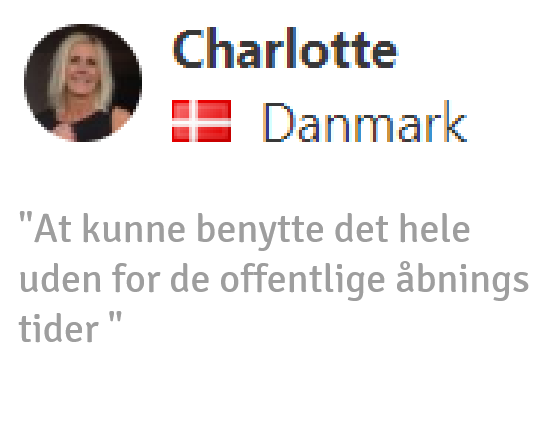 Charlotte
Danmark
"At kunne benytte det hele
uden for de offentlige åbnings
tider "